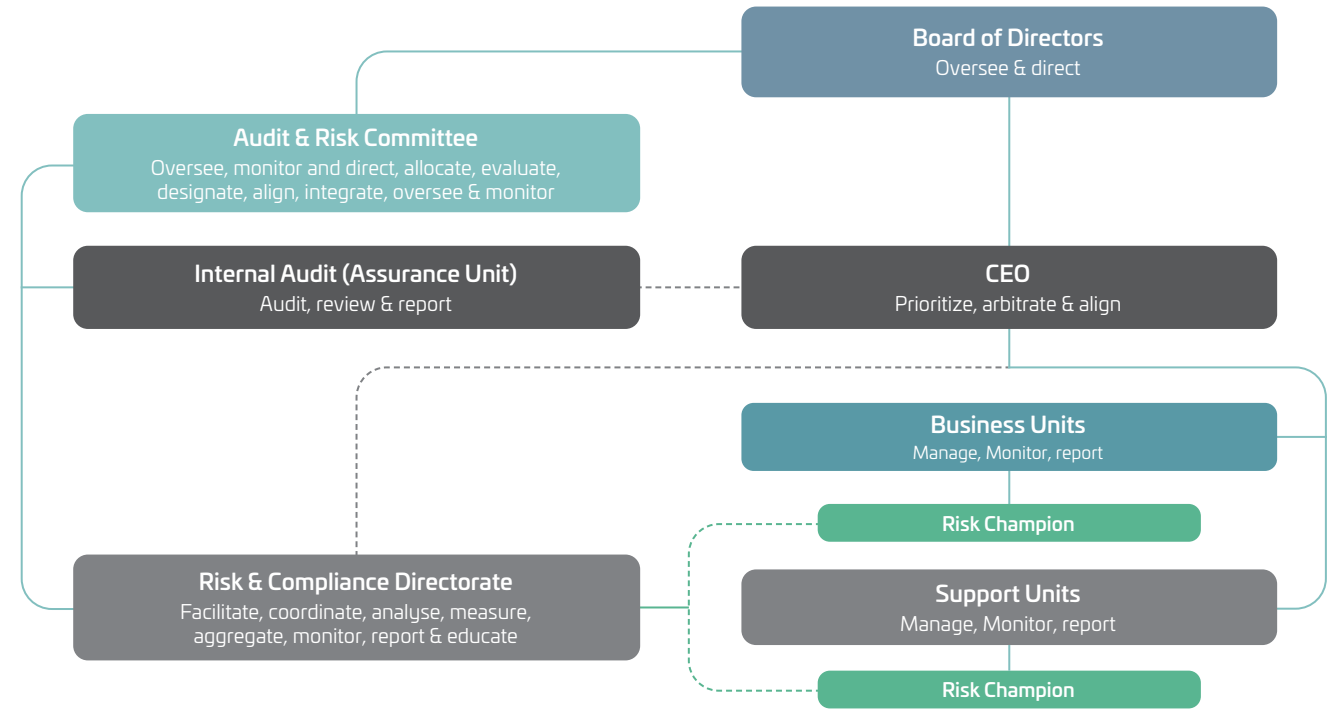 Board of Directors
Oversee & direct
Audit & Risk Committee
Oversee, monitor and direct, allocate, evaluate,
designate, align, integrate, oversee & monitor
Internal Audit (Assurance Unit)
Audit, review & report
CEO
Prioritize, arbitrate & align
Business Units
Manage, Monitor, report
Risk Champion
Risk & Compliance Directorate
Facilitate, coordinate, analyse, measure,
aggregate, monitor, report & educate
Support Units
Manage, Monitor, report
Risk Champion